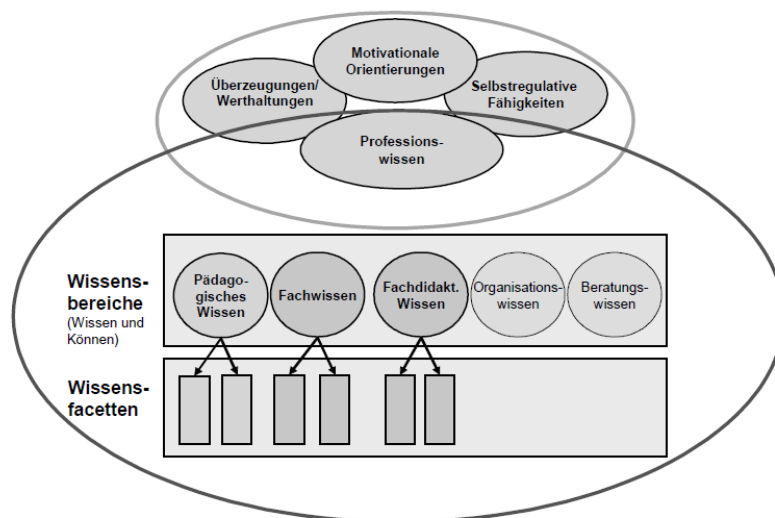 Motivationale
Orientierungen
Überzeugungen/
Werthaltungen
Selbstregulative
Fähigkeiten
Professions-
wissen
Wissens-
bereiche
(Wissen und
Können)
Pädago-
gisches
Wissen
Fachwissen
Fachdidakt.
Wissen
Organisations-
wissen
Beratungs-
wissen
Wissens-
facetten